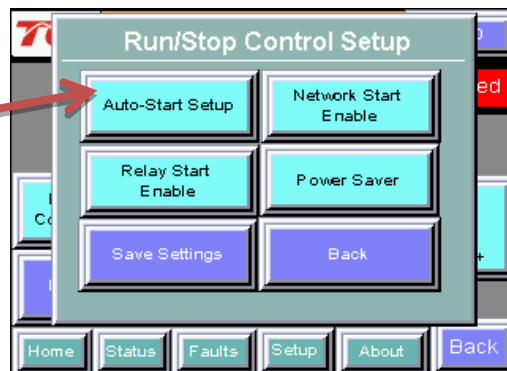 Run/Stop Control Setup
ed
Auto-Start Setup
Network Start
Enable
Relay Start
Enable
Power Saver
Save Settings
Back
Home
Status
Faults
Setup
About
Back